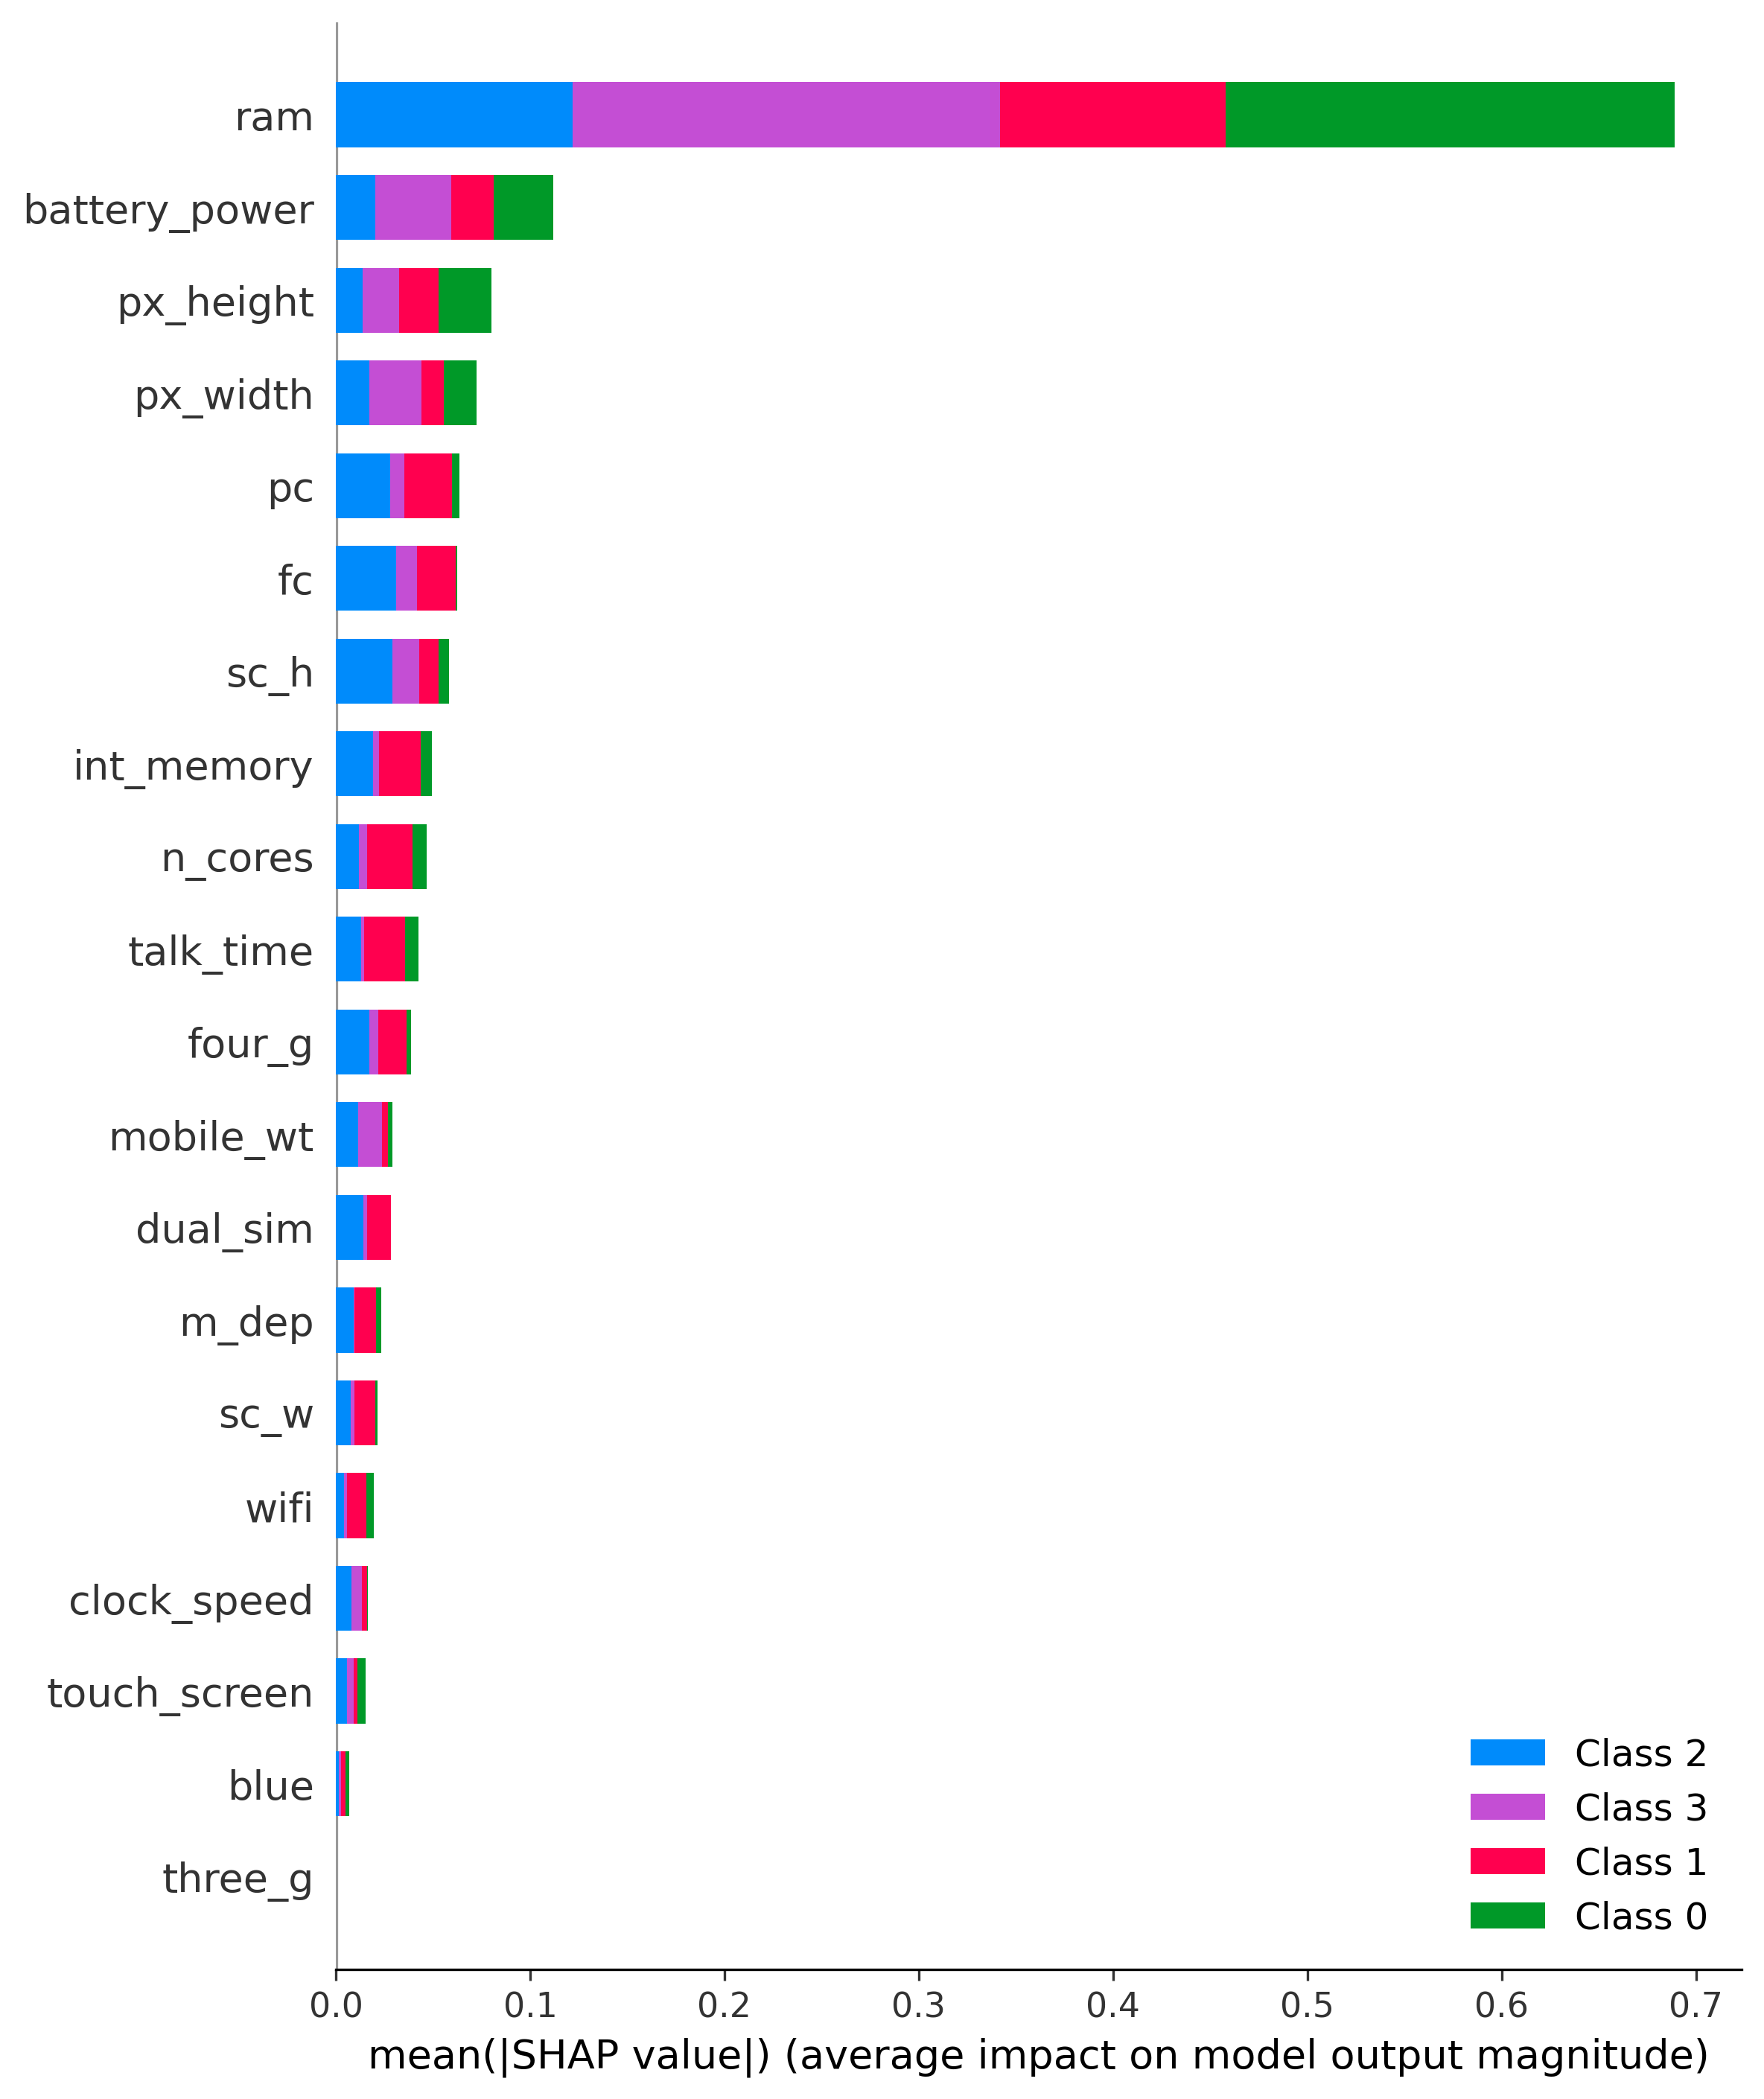 ram
battery_power
px_height
px_width
pc
fc
sc_h
int_memory
n_cores
talk_time
four_g
mobile_wt
dual_sim
m_dep
sc_w
wifi
clock_speed
touch_screen
blue
three_g
Class 2
Class 3
Class 1
Class 0
0.0 0.1 0.2 0.3 0.4 0.5 0.6 0.7
mean(|SHAP value|) (average impact on model output magnitude)